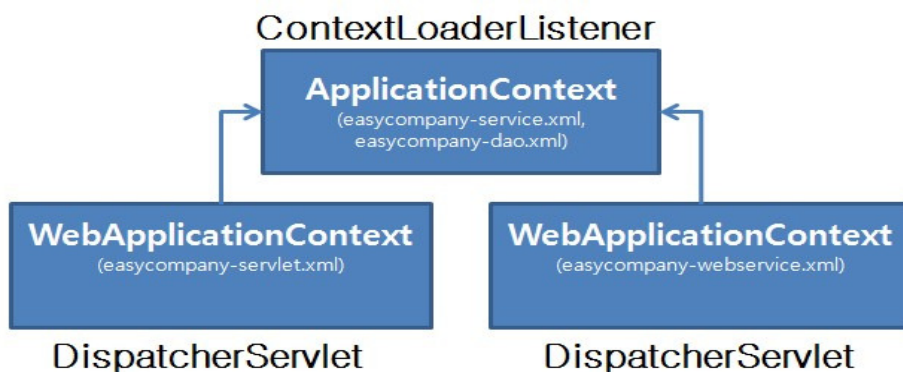 ContextLoaderListener
ApplicationContext
(easycompany-service.xml,
easycompany-dao.xml)
WebApplicationContext
(easycompany-servlet.xml)
WebApplicationContext
(easycompany-webservice.xml)
DispatcherServlet
DispatcherServlet